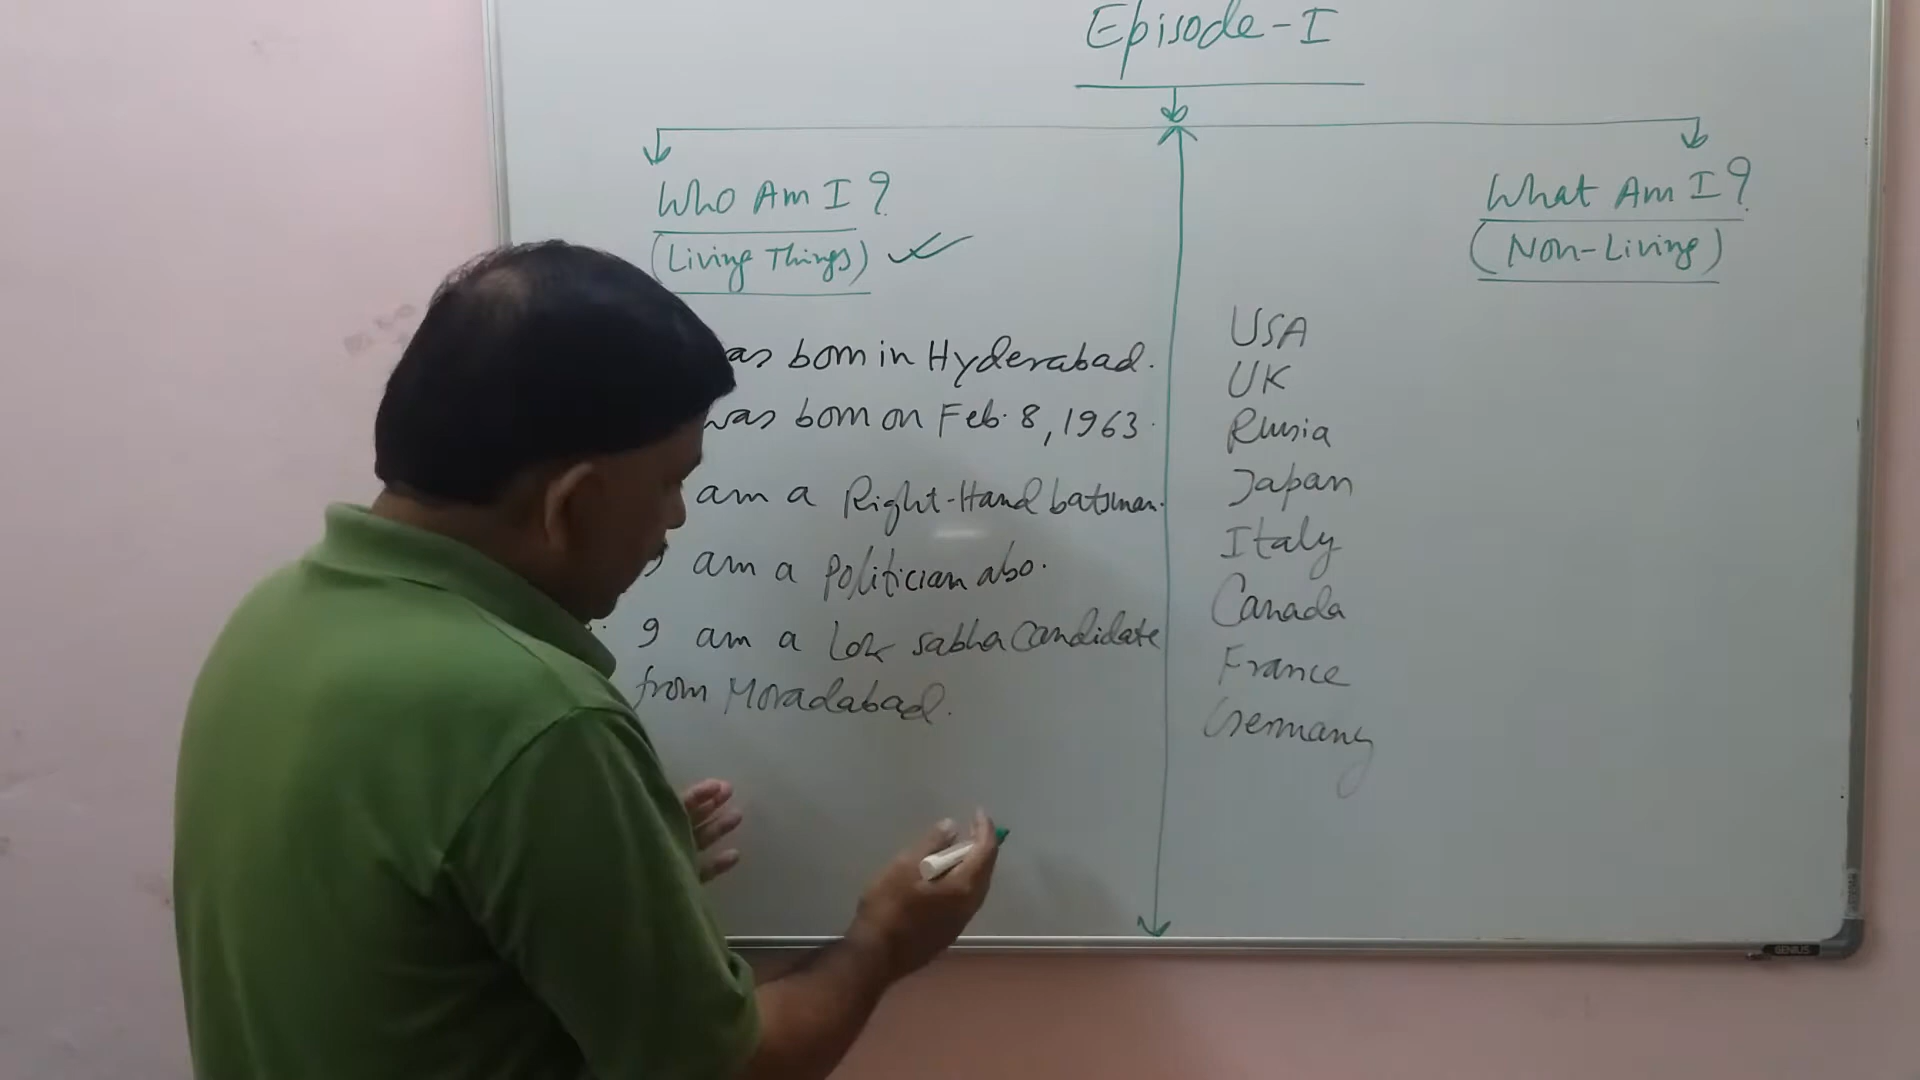 Episode-I
Who Am I?
(Living Things)
What Am I?
(Non-Living)
as born in Hyderabad.
was born on Feb. 8, 1963.
am a Right-Hand batsman.
I am a Politician also.
I am a Lok sabha Candidate
from Moradabad.
USA
UK
Russia
Japan
Italy
Canada
France
Germany
GENIUS